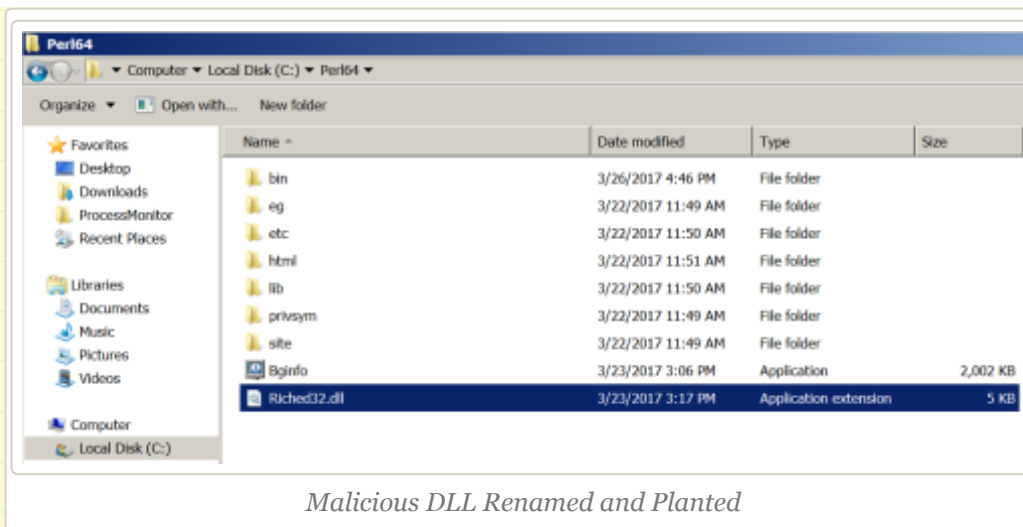 Perl64
Computer Local Disk (C:) Perl64
Organize Open with... New folder
Favorites
Desktop
Downloads
ProcessMonitor
Recent Places
Libraries
Documents
Music
Pictures
Videos
Computer
Local Disk (C:)
Name Date modified Type Size
bin 3/26/2017 4:46 PM File folder
eg 3/22/2017 11:49 AM File folder
etc 3/22/2017 11:50 AM File folder
html 3/22/2017 11:51 AM File folder
lib 3/22/2017 11:50 AM File folder
privsym 3/22/2017 11:49 AM File folder
site 3/22/2017 11:49 AM File folder
Bginfo 3/23/2017 3:06 PM Application 2,002 KB
Riched32.dll 3/23/2017 3:17 PM Application extension 5 KB
Malicious DLL Renamed and Planted